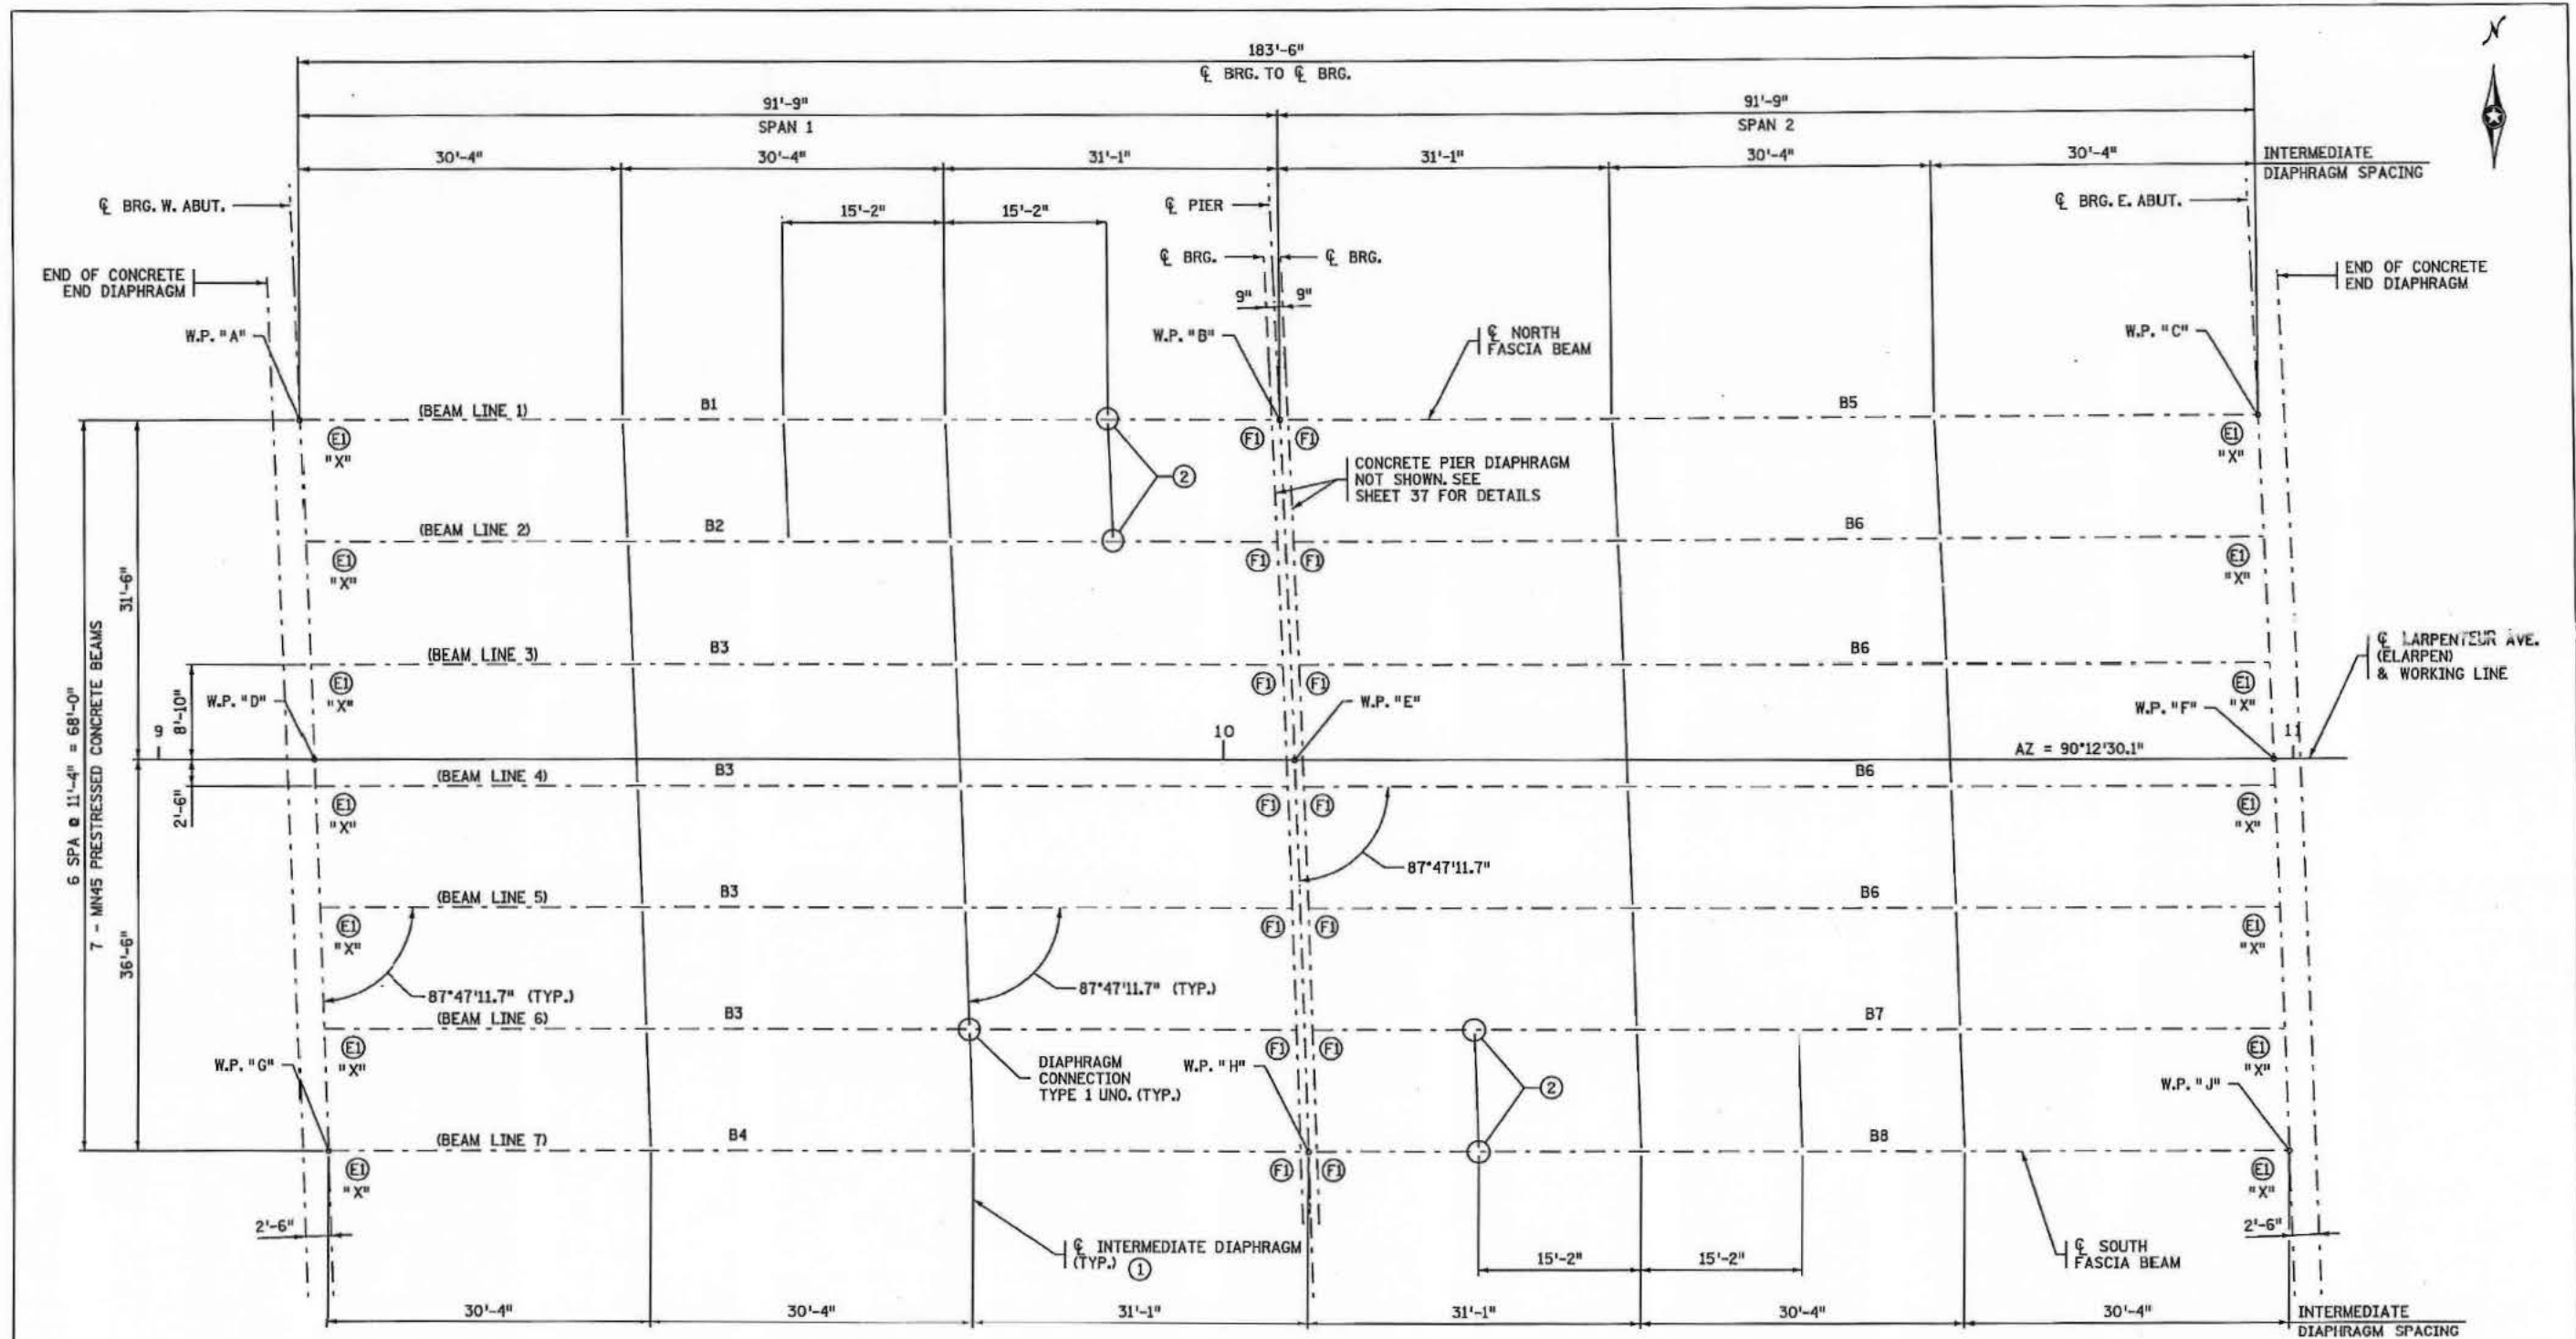 N
183'-6"
℄ BRG. TO ℄ BRG.
91'-9"
91'-9"
SPAN 1
SPAN 2
30'-4"
30'-4"
31'-1"
31'-1"
30'-4"
30'-4"
INTERMEDIATE
DIAPHRAGM SPACING
℄ BRG. W. ABUT.
15'-2"
15'-2"
℄ PIER
℄ BRG. E. ABUT.
℄ BRG.
℄ BRG.
END OF CONCRETE
END DIAPHRAGM
END OF CONCRETE
END DIAPHRAGM
9"
9"
W.P. "A"
W.P. "B"
℄ NORTH
FASCIA BEAM
W.P. "C"
(BEAM LINE 1)
B1
B5
E1
"X"
F1
F1
E1
"X"
2
CONCRETE PIER DIAPHRAGM
NOT SHOWN. SEE
SHEET 37 FOR DETAILS
(BEAM LINE 2)
B2
B6
E1
"X"
F1
F1
E1
"X"
31'-6"
6 SPA @ 11'-4" = 68'-0"
7 - MN45 PRESTRESSED CONCRETE BEAMS
(BEAM LINE 3)
B3
B6
℄ LARPENTEUR AVE.
(ELARPEN)
& WORKING LINE
E1
"X"
F1
F1
E1
"X"
8'-10"
W.P. "D"
W.P. "E"
W.P. "F"
9
10
11
AZ = 90°12'30.1"
(BEAM LINE 4)
B3
B6
2'-6"
E1
"X"
F1
F1
E1
"X"
87°47'11.7"
(BEAM LINE 5)
B3
B6
E1
"X"
F1
F1
E1
"X"
36'-6"
87°47'11.7" (TYP.)
87°47'11.7" (TYP.)
(BEAM LINE 6)
B3
B7
E1
"X"
F1
F1
E1
"X"
W.P. "G"
DIAPHRAGM
CONNECTION
TYPE 1 UNO. (TYP.)
W.P. "H"
2
W.P. "J"
(BEAM LINE 7)
B4
B8
E1
"X"
F1
F1
E1
"X"
2'-6"
2'-6"
℄ INTERMEDIATE DIAPHRAGM
(TYP.) 1
15'-2"
15'-2"
℄ SOUTH
FASCIA BEAM
30'-4"
30'-4"
31'-1"
31'-1"
30'-4"
30'-4"
INTERMEDIATE
DIAPHRAGM SPACING